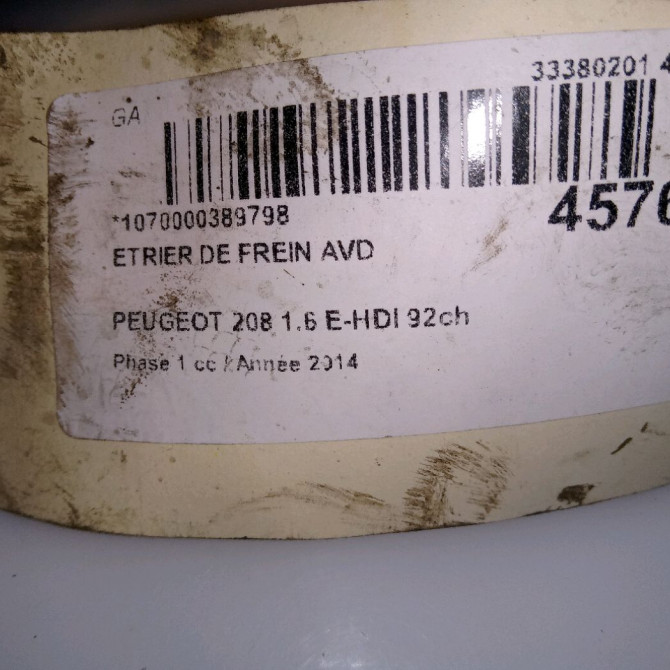 33380201 4
GA
*1070000389798
4576
ETRIER DE FREIN AVD
PEUGEOT 208 1.6 E-HDI 92ch
Phase 1 cc / Année 2014